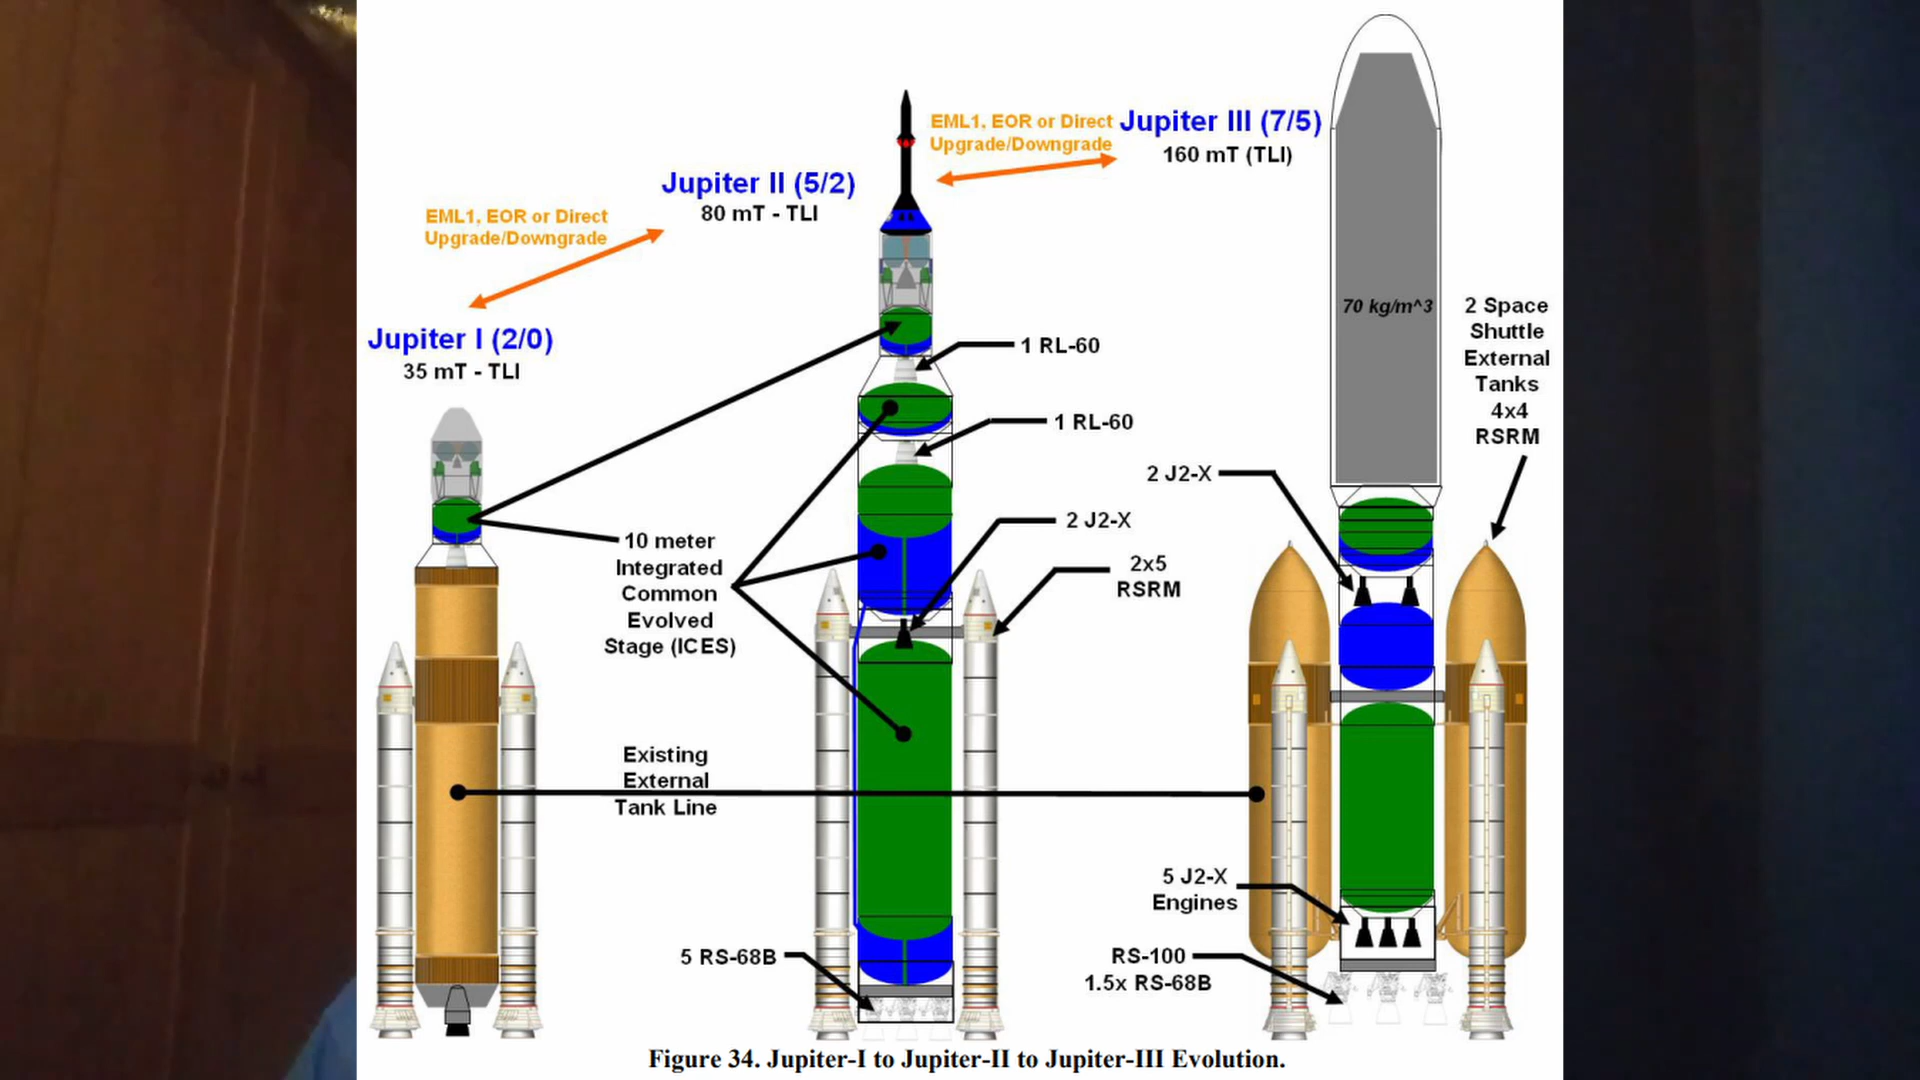 EML1, EOR or Direct
Upgrade/Downgrade
Jupiter III (7/5)
160 mT (TLI)
Jupiter II (5/2)
80 mT - TLI
EML1, EOR or Direct
Upgrade/Downgrade
Jupiter I (2/0)
35 mT - TLI
70 kg/m^3
2 Space
Shuttle
External
Tanks
4x4
RSRM
1 RL-60
1 RL-60
2 J2-X
2 J2-X
10 meter
Integrated
Common
Evolved
Stage (ICES)
2x5
RSRM
Existing
External
Tank Line
5 J2-X
Engines
5 RS-68B
RS-100
1.5x RS-68B
Figure 34. Jupiter-I to Jupiter-II to Jupiter-III Evolution.